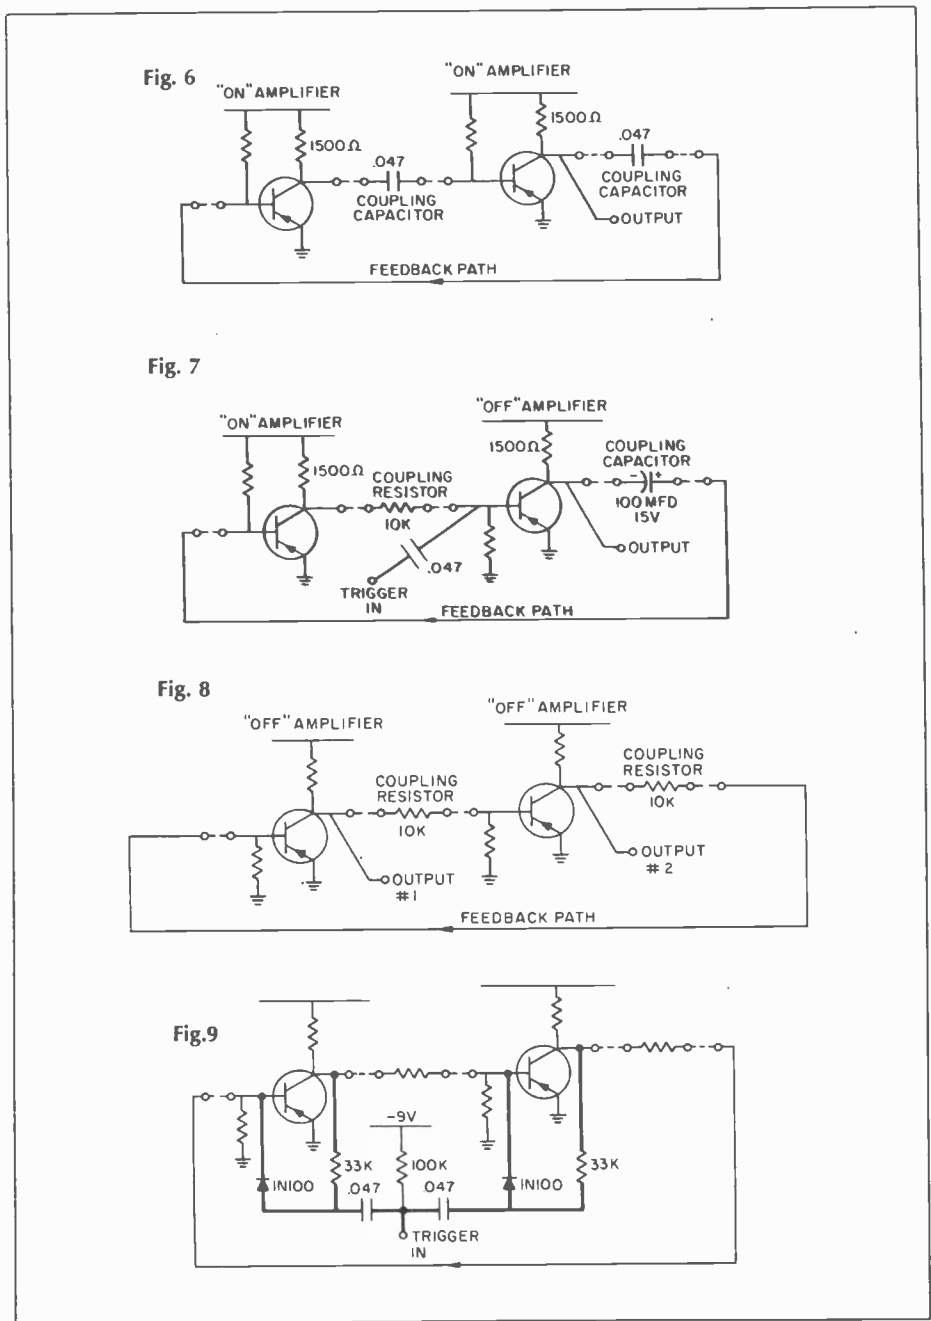 Fig. 6
"ON" AMPLIFIER
"ON" AMPLIFIER
1500Ω
1500Ω
.047
.047
COUPLING
CAPACITOR
COUPLING
CAPACITOR
OUTPUT
FEEDBACK PATH
Fig. 7
"ON" AMPLIFIER
"OFF" AMPLIFIER
1500Ω
1500Ω
COUPLING
RESISTOR
10K
COUPLING
CAPACITOR
- +
100 MFD
15V
.047
OUTPUT
TRIGGER
IN
FEEDBACK PATH
Fig. 8
"OFF" AMPLIFIER
"OFF" AMPLIFIER
COUPLING
RESISTOR
10K
COUPLING
RESISTOR
10K
OUTPUT
#1
OUTPUT
#2
FEEDBACK PATH
Fig.9
-9V
33K
100K
33K
IN100
.047
.047
IN100
TRIGGER
IN